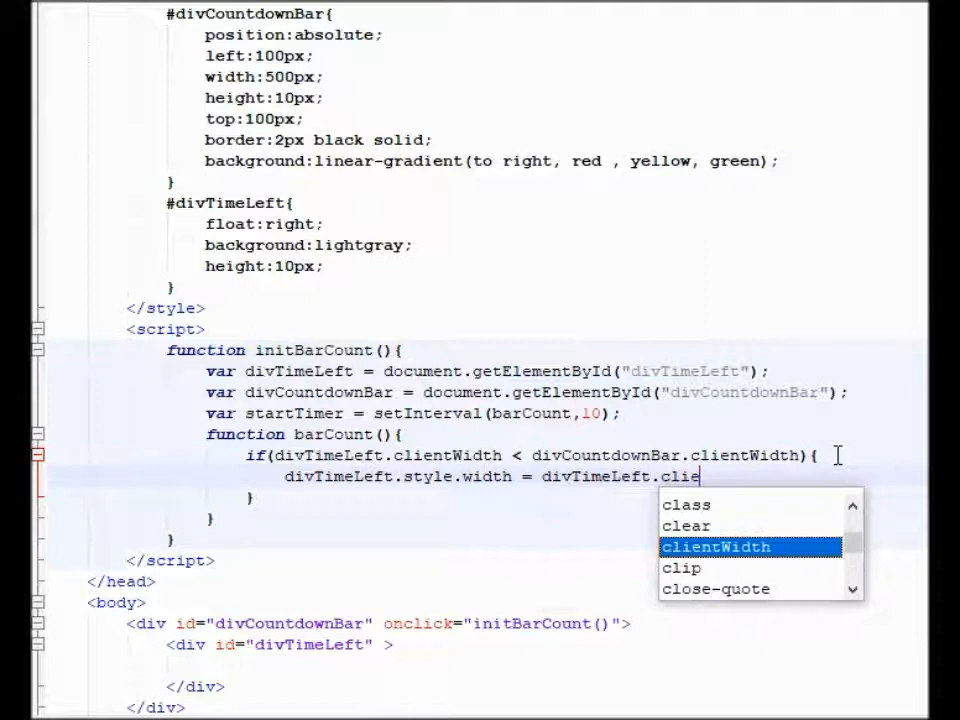 #divCountdownBar{
position:absolute;
left:100px;
width:500px;
height:10px;
top:100px;
border:2px black solid;
background:linear-gradient(to right, red , yellow, green);
}
#divTimeLeft{
float:right;
background:lightgray;
height:10px;
}
</style>
<script>
function initBarCount(){
var divTimeLeft = document.getElementById("divTimeLeft");
var divCountdownBar = document.getElementById("divCountdownBar");
var startTimer = setInterval(barCount,10);
function barCount(){
if(divTimeLeft.clientWidth < divCountdownBar.clientWidth){
divTimeLeft.style.width = divTimeLeft.clie
class
clear
clientWidth
clip
close-quote
}
}
}
</script>
</head>
<body>
<div id="divCountdownBar" onclick="initBarCount()">
<div id="divTimeLeft" >
</div>
</div>